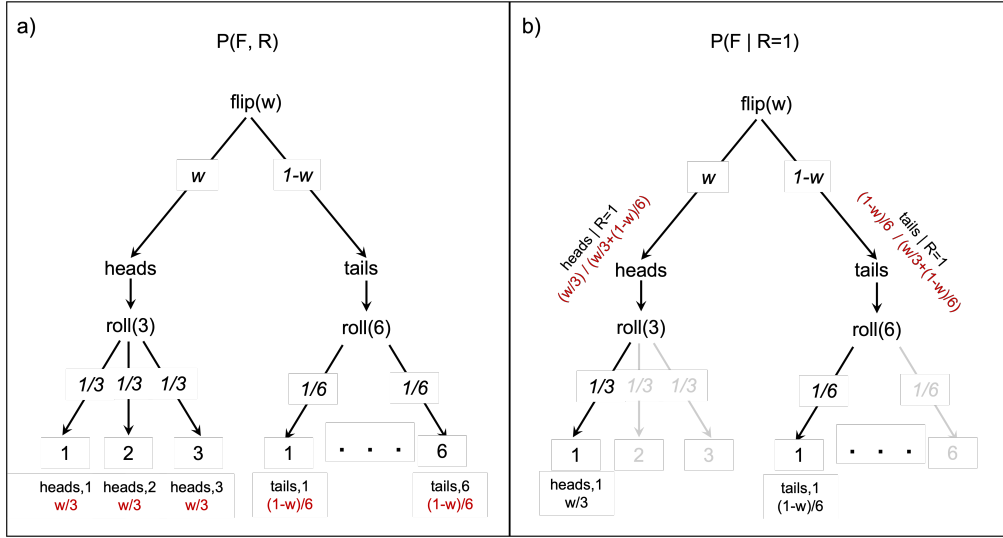 a)
P(F, R)
flip(w)
w
1-w
heads
tails
roll(3)
roll(6)
1/3 1/3 1/3
1/6 1/6
1 2 3 1 . . . 6
heads,1 heads,2 heads,3 tails,1 tails,6
w/3 w/3 w/3 (1-w)/6 (1-w)/6
b)
P(F | R=1)
flip(w)
w
1-w
heads | R=1
(w/3) / (w/3+(1-w)/6)
tails | R=1
(1-w)/6 / (w/3+(1-w)/6)
heads
tails
roll(3)
roll(6)
1/3 1/3 1/3
1/6 1/6
1 2 3 1 . . . 6
heads,1 tails,1
w/3 (1-w)/6